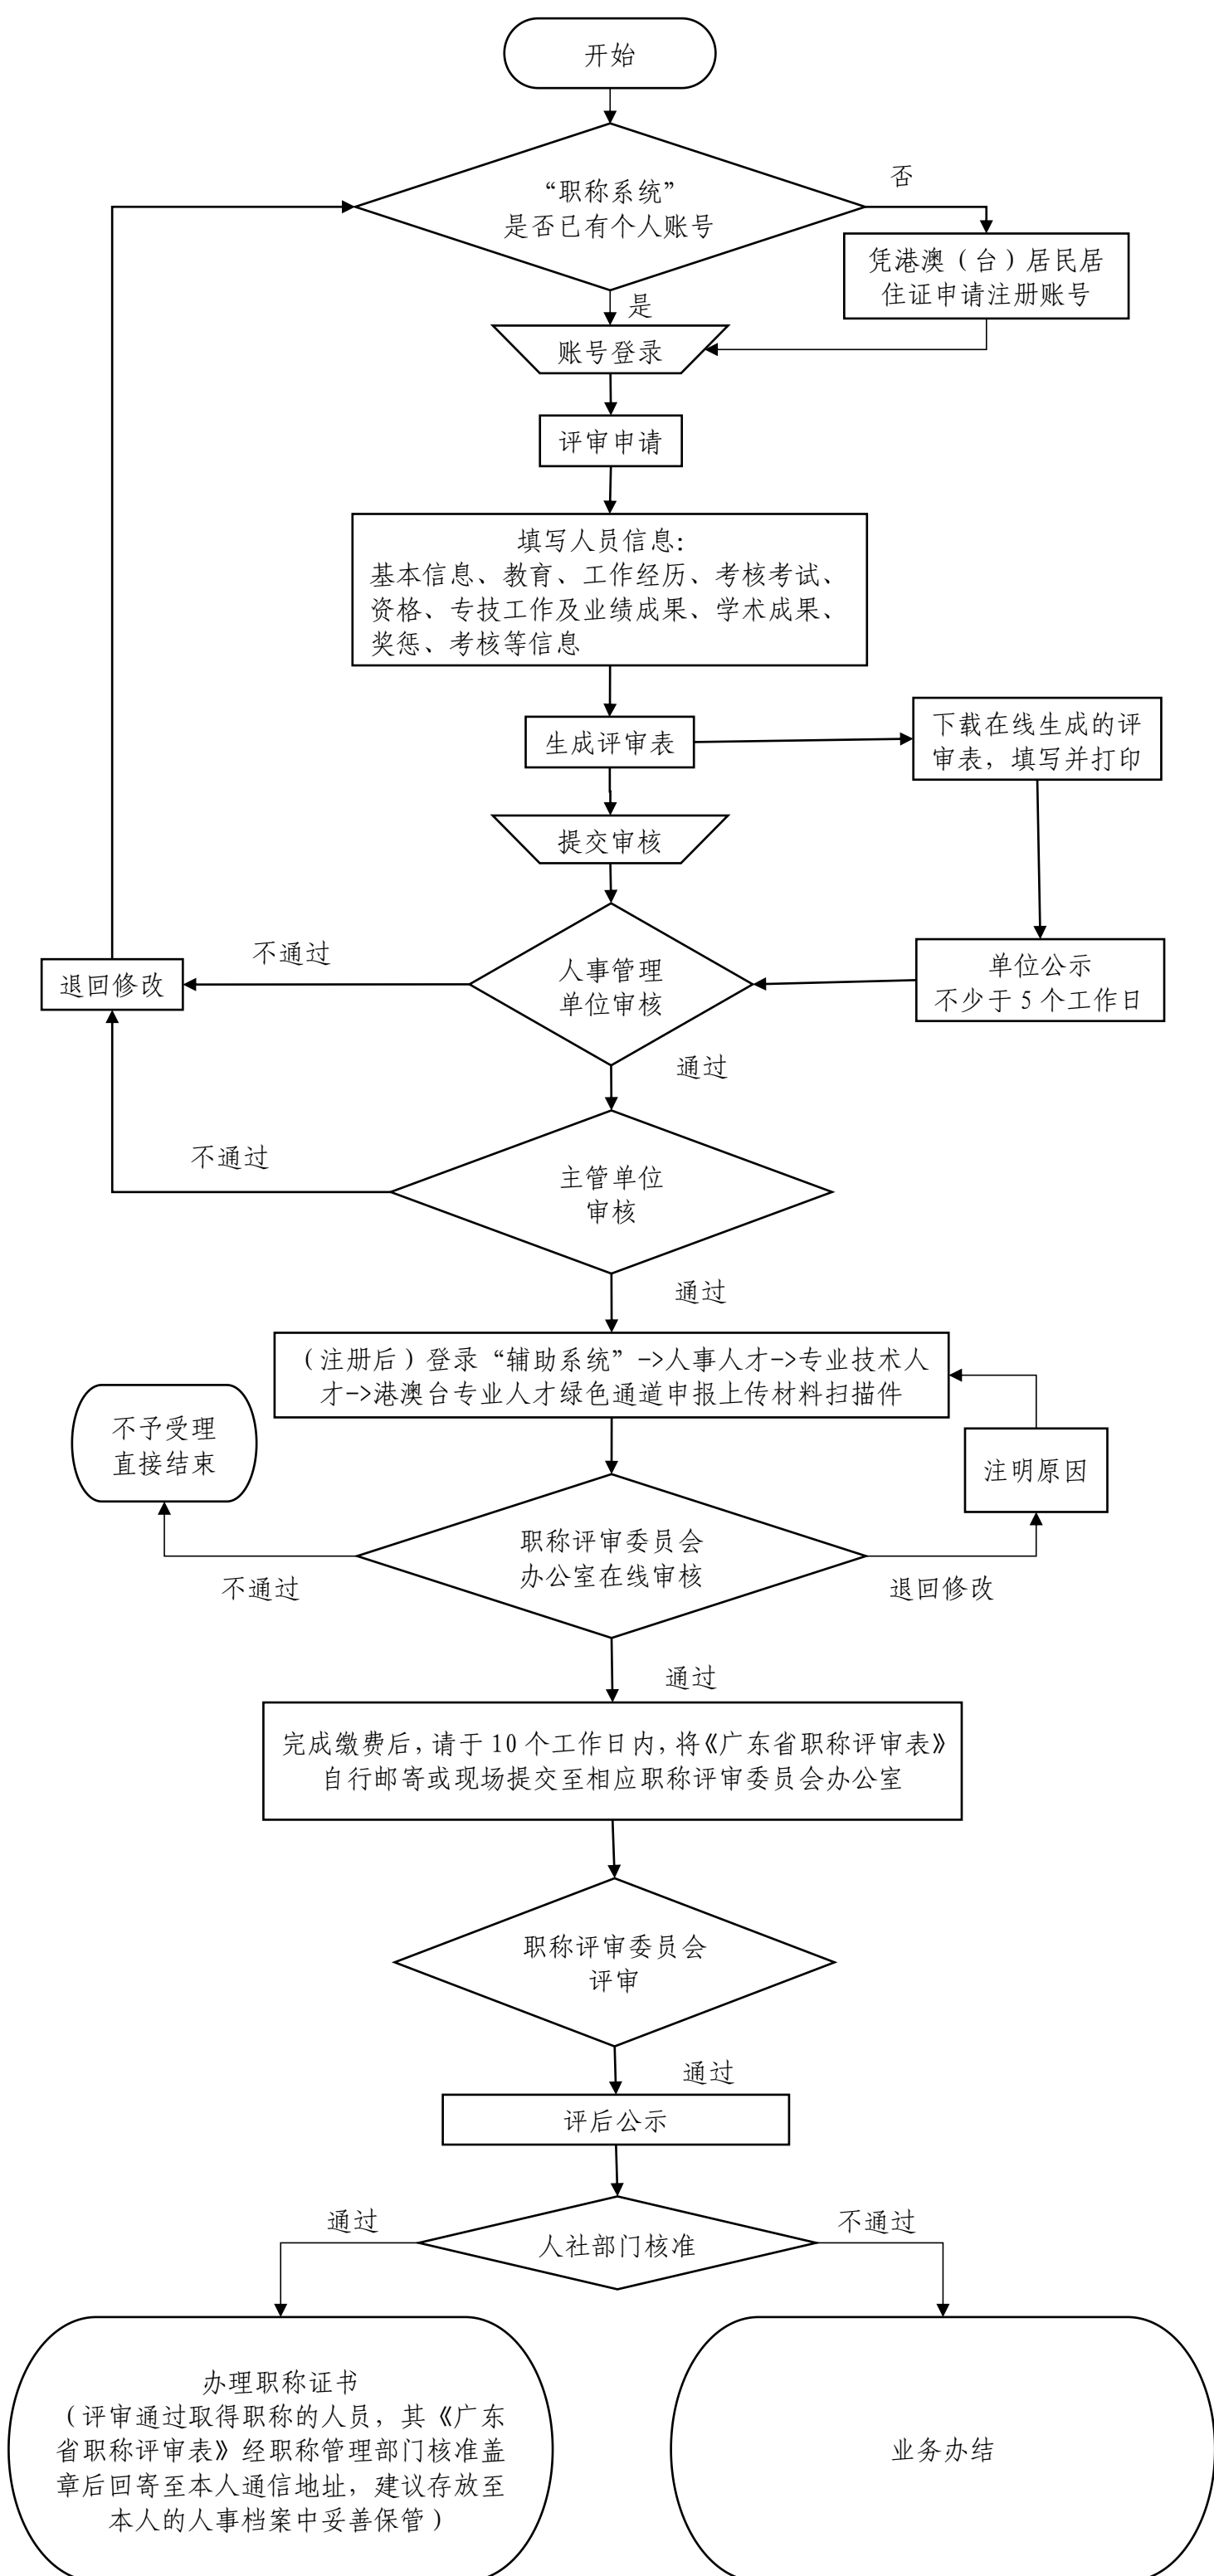 开始
“职称系统”
是否已有个人账号
否
凭港澳（台）居民居
住证申请注册账号
是
账号登录
评审申请
填写人员信息：
基本信息、教育、工作经历、考核考试、
资格、专技工作及业绩成果、学术成果、
奖惩、考核等信息
生成评审表
下载在线生成的评
审表，填写并打印
提交审核
单位公示
不少于 5 个工作日
人事管理
单位审核
不通过
退回修改
通过
主管单位
审核
不通过
通过
（注册后）登录“辅助系统”->人事人才->专业技术人
才->港澳台专业人才绿色通道申报上传材料扫描件
不予受理
直接结束
注明原因
职称评审委员会
办公室在线审核
不通过
退回修改
通过
完成缴费后，请于 10 个工作日内，将《广东省职称评审表》
自行邮寄或现场提交至相应职称评审委员会办公室
职称评审委员会
评审
通过
评后公示
通过
人社部门核准
不通过
办理职称证书
（评审通过取得职称的人员，其《广东
省职称评审表》经职称管理部门核准盖
章后回寄至本人通信地址，建议存放至
本人的人事档案中妥善保管）
业务办结